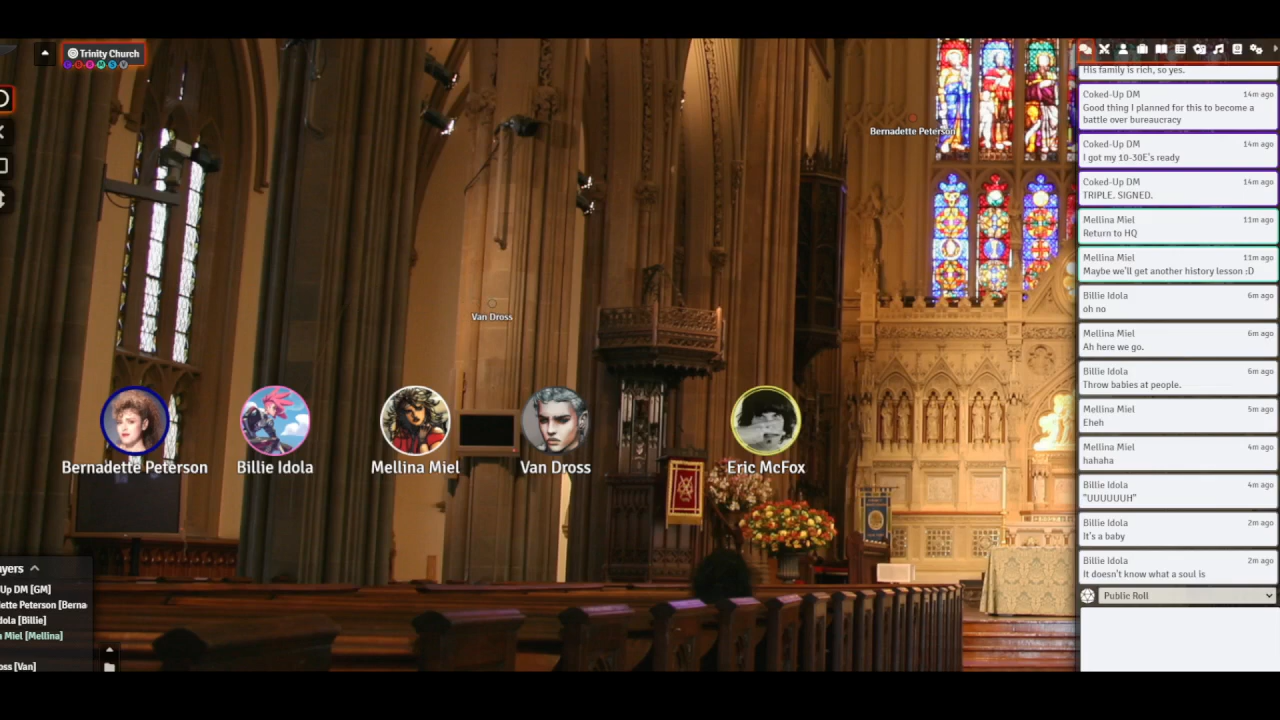 Trinity Church
His family is rich, so yes.
Coked-Up DM 14m ago
Good thing I planned for this to become a
battle over bureaucracy
Coked-Up DM 14m ago
I got my 10-30E's ready
Coked-Up DM 14m ago
TRIPLE. SIGNED.
Mellina Miel 11m ago
Return to HQ
Mellina Miel 11m ago
Maybe we'll get another history lesson :D
Billie Idola 6m ago
oh no
Mellina Miel 6m ago
Ah here we go.
Billie Idola 6m ago
Throw babies at people.
Mellina Miel 5m ago
Eheh
Mellina Miel 4m ago
hahaha
Billie Idola 4m ago
"UUUUUUH"
Billie Idola 2m ago
It's a baby
Billie Idola 2m ago
It doesn't know what a soul is
Public Roll
Bernadette Peterson
Van Dross
Bernadette Peterson
Billie Idola
Mellina Miel
Van Dross
Eric McFox
yers
Up DM [GM]
ette Peterson [Berna
dola [Billie]
a Miel [Mellina]
oss [Van]